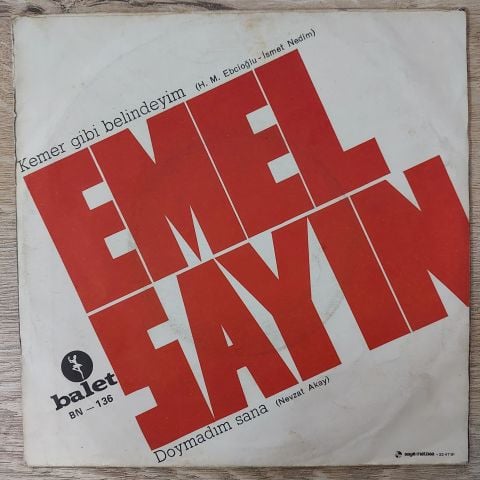 Kemer gibi belindeyim (H. M. Ebcioğlu - İsmet Nedim)
EMEL
SAYIN
balet
BN — 136
Doymadım sana (Nevzat Akay)